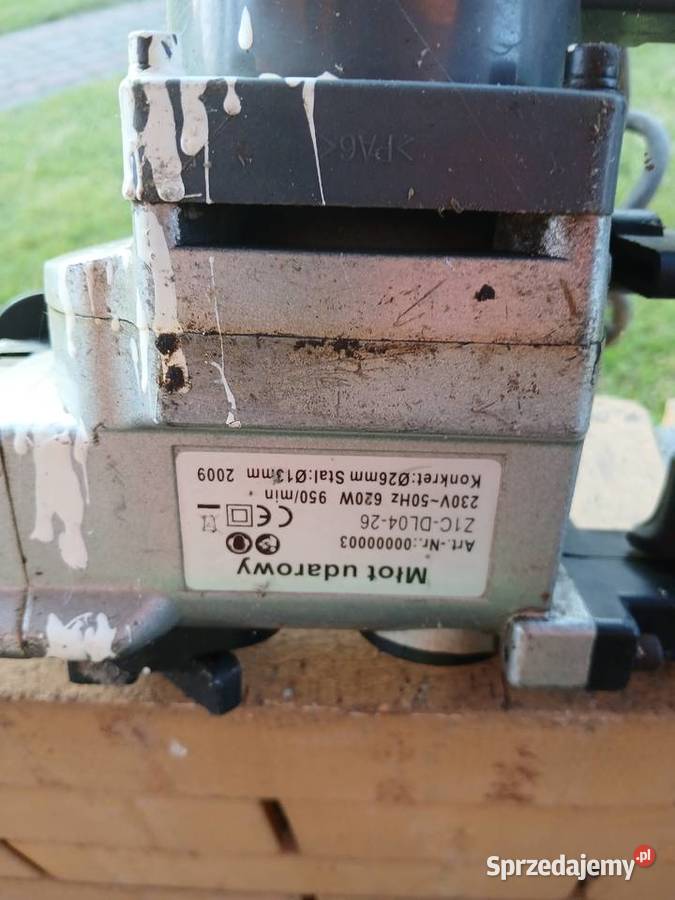 >PA6<
Młot udarowy
Art.-Nr.:00000003
Z1C-DL04-26
230V~50Hz 620W 950/min
Konkret:Ø26mm Stal:Ø13mm 2009
CE
Sprzedajemy.pl